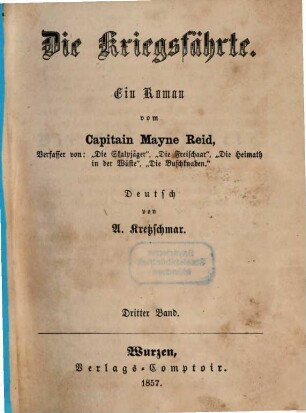 Die Kriegsfährte.
Ein Roman
vom
Capitain Mayne Reid,
Verfasser von: „Die Skalpjäger“, „Die Freischaar“, „Die Heimath
in der Wüste“, „Die Buschknaben.“
Deutsch
von
A. Kretzschmar.
Dritter Band.
Wurzen,
Verlags-Comptoir.
1857.